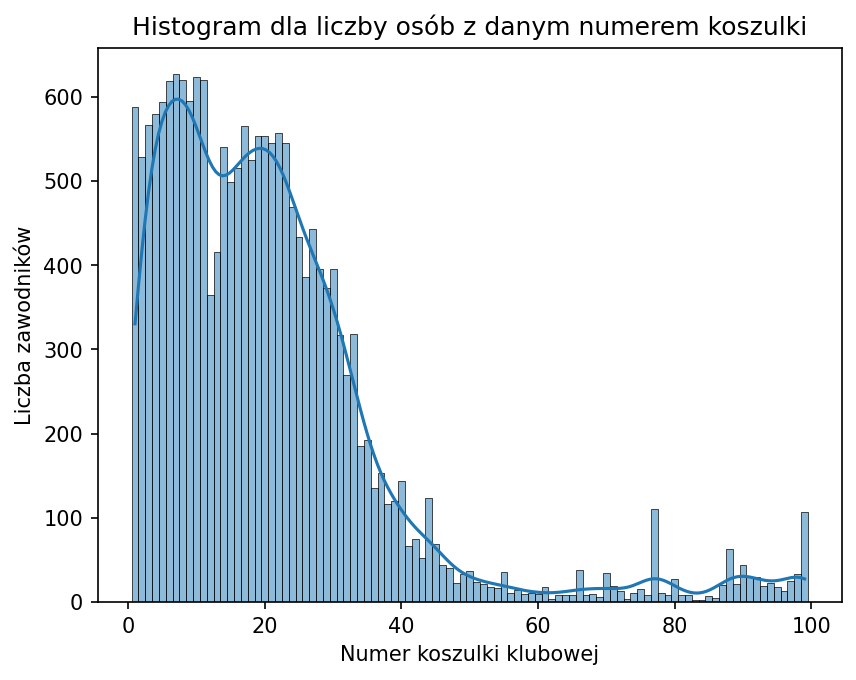 Histogram dla liczby osób z danym numerem koszulki
Liczba zawodników
600
500
400
300
200
100
0
0 20 40 60 80 100
Numer koszulki klubowej